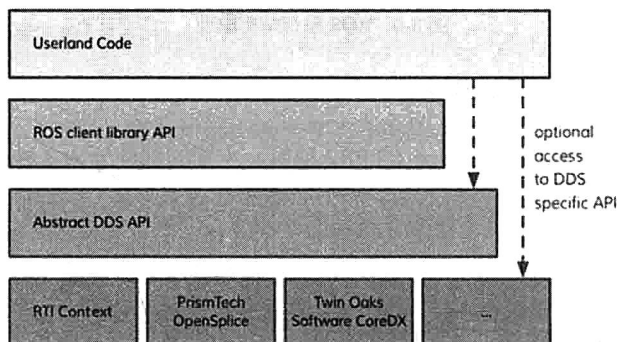 Userland Code
ROS client library API
optional
access
to DDS
specific API
Abstract DDS API
RTI Context
PrismTech
OpenSplice
Twin Oaks
Software CoreDX
...